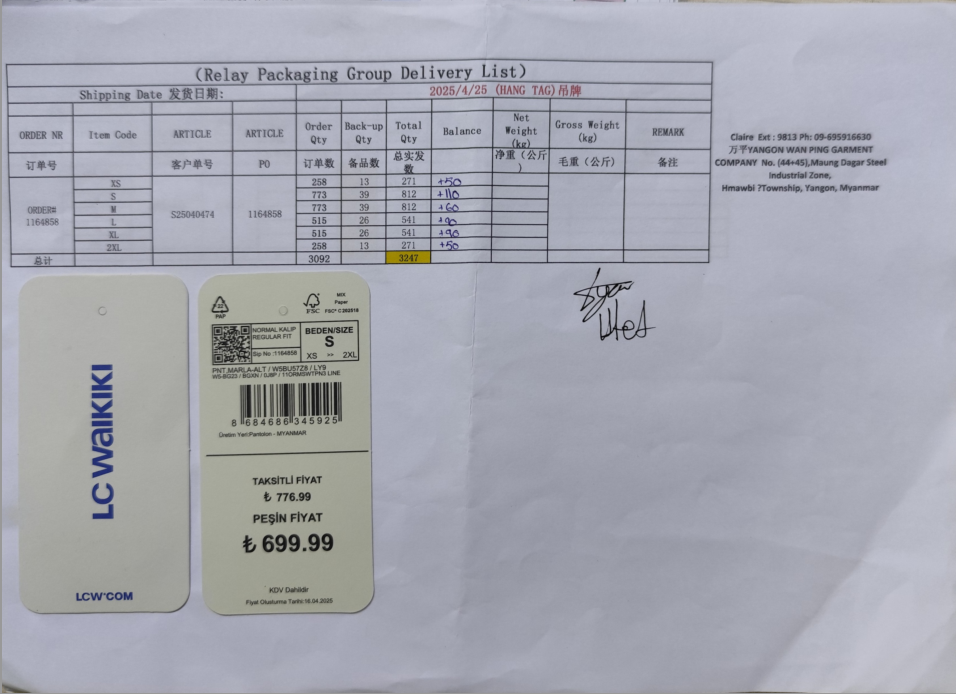 (Relay Packaging Group Delivery List)
Shipping Date 发货日期: 2025/4/25 (HANG TAG)吊牌
ORDER NR Item Code ARTICLE ARTICLE Order Qty Back-up Qty Total Qty Balance Net Weight (kg) Gross Weight (kg) REMARK
订单号 客户单号 PO 订单数 备品数 总实发数 净重（公斤） 毛重（公斤） 备注
ORDER# 1164858 S25040474 1164858
XS 258 13 271 +50
S 773 39 812 +110
M 773 39 812 +60
L 515 26 541 +90
XL 515 26 541 +90
2XL 258 13 271 +50
总计 3092 3247
Claire Ext : 9813 Ph: 09-695916630
万平YANGON WAN PING GARMENT
COMPANY No. (44+45),Maung Dagar Steel
Industrial Zone,
Hmawbi ?Township, Yangon, Myanmar
LC WAIKIKI
LCW'COM
PAP
FSC
MIX
Paper
FSC® C
NORMAL KALIP
REGULAR FIT
Sip No :1164858
BEDEN/SIZE
S
XS 2XL
PNT,MARLA-ALT / W5BU57Z8 / LY9
W5-BG23 / BGXN / 0J8P / 11ORMSWTPN3 LINE
8 684686 345925
Üretim Yeri:Pantolon - MYANMAR
TAKSİTLİ FİYAT
₺ 776.99
PEŞİN FİYAT
₺ 699.99
KDV Dahildir
Fiyat Oluşturma Tarihi:16.04.2025